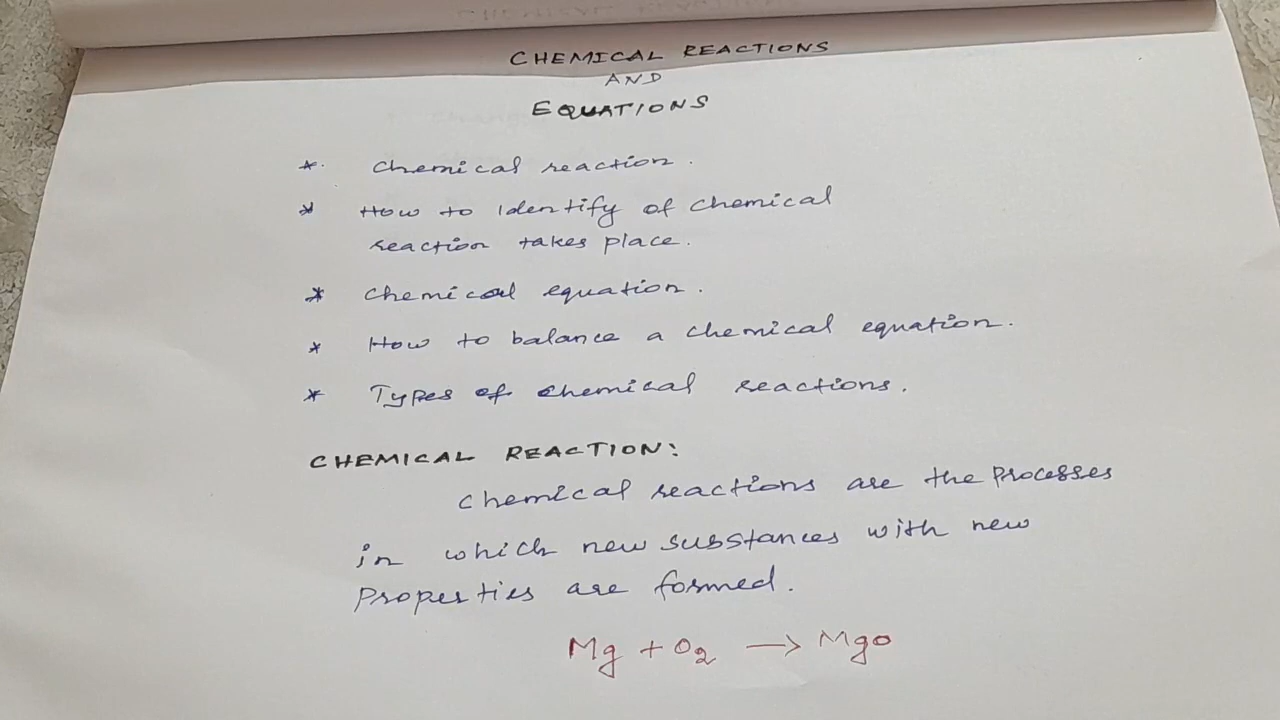 CHEMICAL REACTIONS
AND
EQUATIONS
* Chemical reaction.
* How to identify of chemical
reaction takes place.
* Chemical equation.
* How to balance a chemical equation.
* Types of chemical reactions.
CHEMICAL REACTION:
Chemical reactions are the processes
in which new substances with new
properties are formed.
Mg + O₂ → MgO